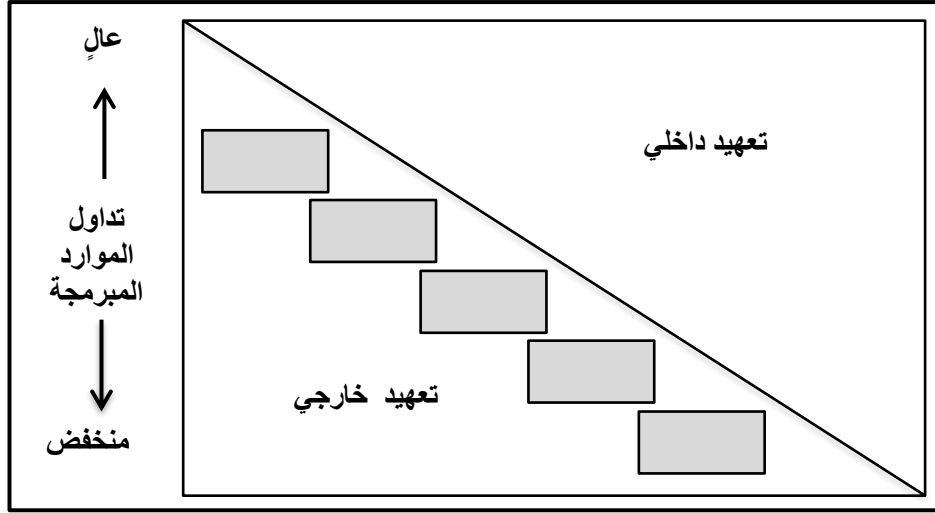 عالٍ
تعهيد داخلي
تداول
الموارد
المبرمجة
تعهيد خارجي
منخفض